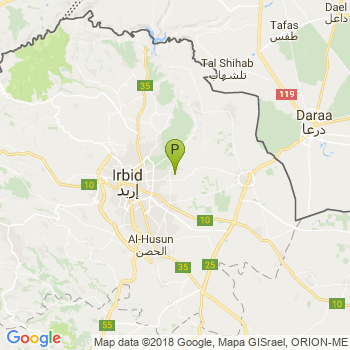 Dael
داعل
Tafas
طفس
Tal Shihab
تلشهاب
35
119
Daraa
درعا
P
Irbid
إربد
10
10
Al-Husun
الحصن
35
25
10
55
Google
Map data ©2018 Google, Mapa GISrael, ORION-ME